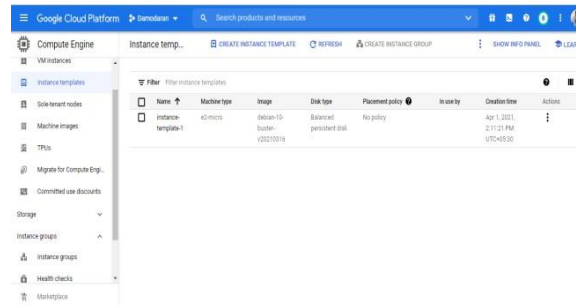 Google Cloud Platform
Damodaran
Search products and resources
Compute Engine
Instance temp...
CREATE INSTANCE TEMPLATE
REFRESH
CREATE INSTANCE GROUP
SHOW INFO PANEL
LEAR
VM instances
Instance templates
Sole-tenant nodes
Machine images
TPUs
Migrate for Compute Engi...
Committed use discounts
Storage
Instance groups
Instance groups
Health checks
Marketplace
Filter Filter instance templates
Name Machine type Image Disk type Placement policy In use by Creation time Actions
instance-template-1 e2-micro debian-10-buster-v20210316 Balanced persistent disk No policy Apr 1, 2021, 2:11:21 PM UTC+05:30